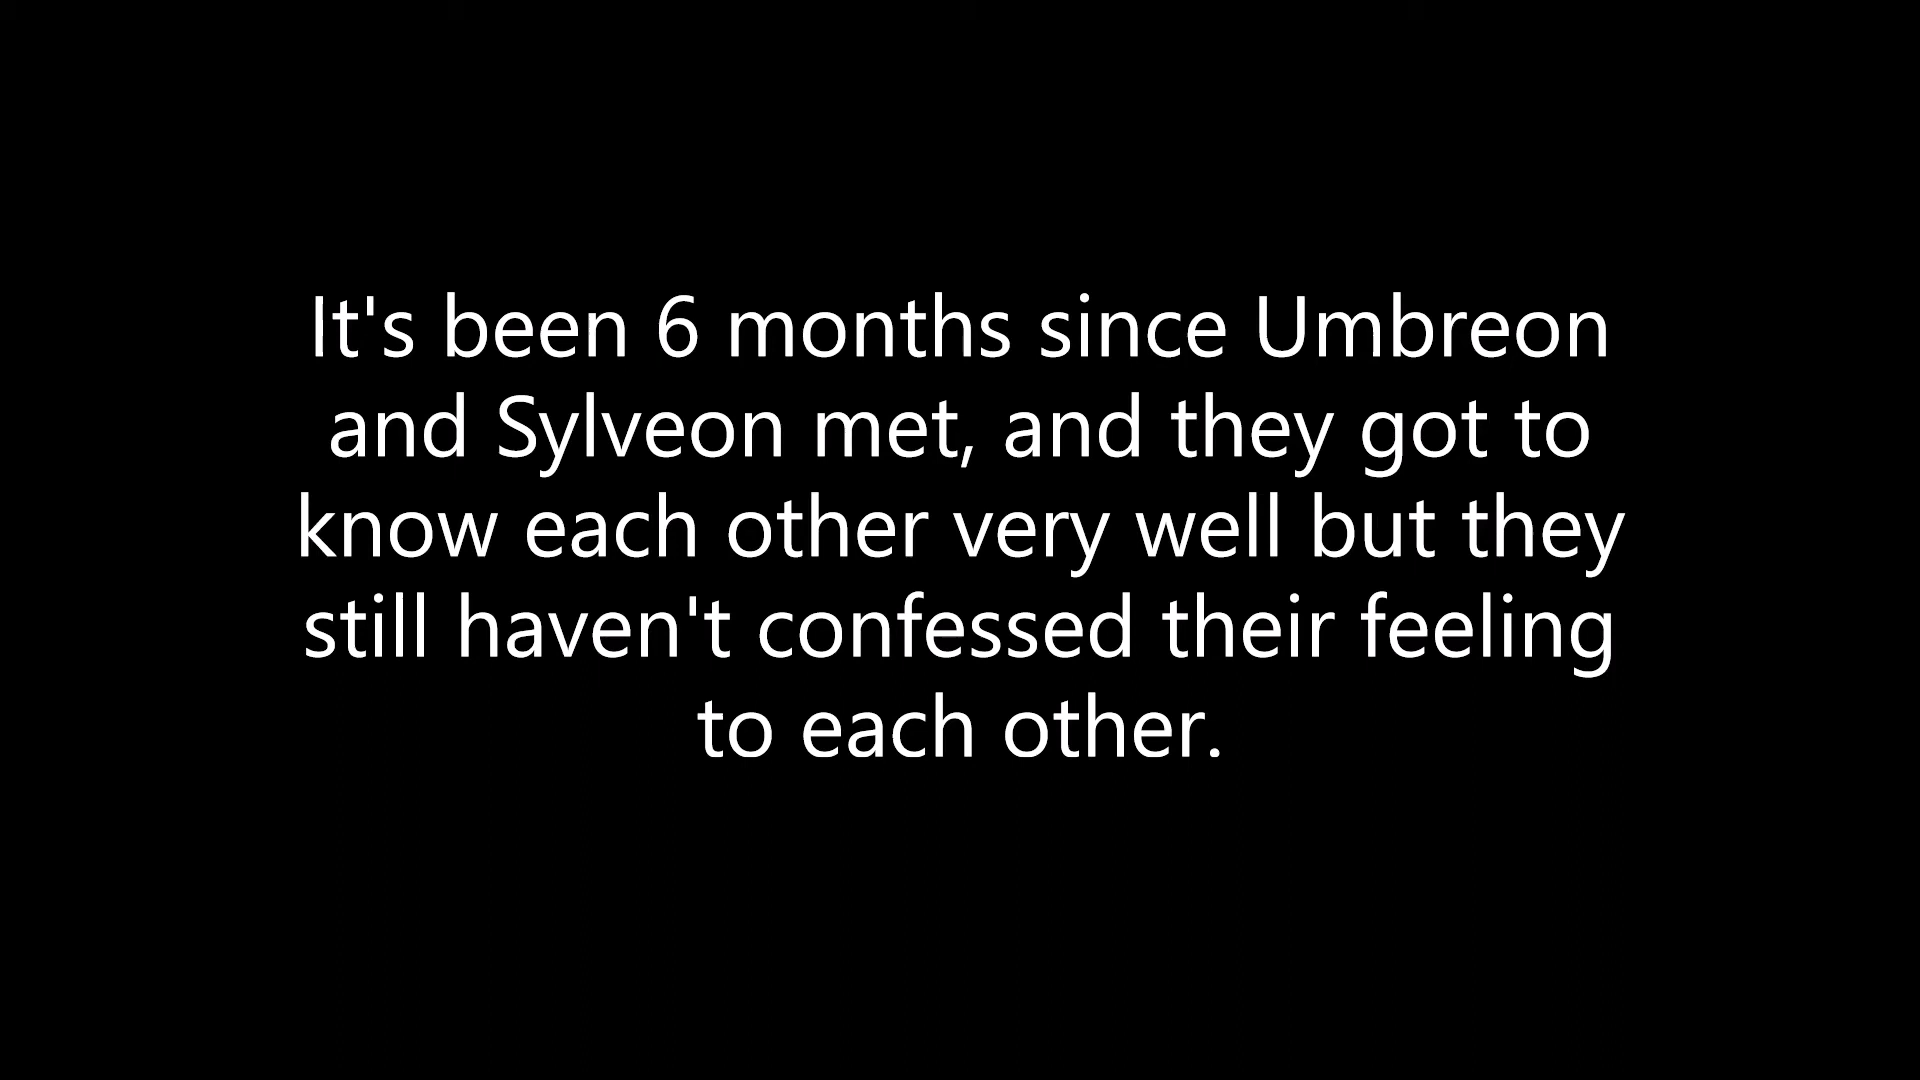 It's been 6 months since Umbreon
and Sylveon met, and they got to
know each other very well but they
still haven't confessed their feeling
to each other.